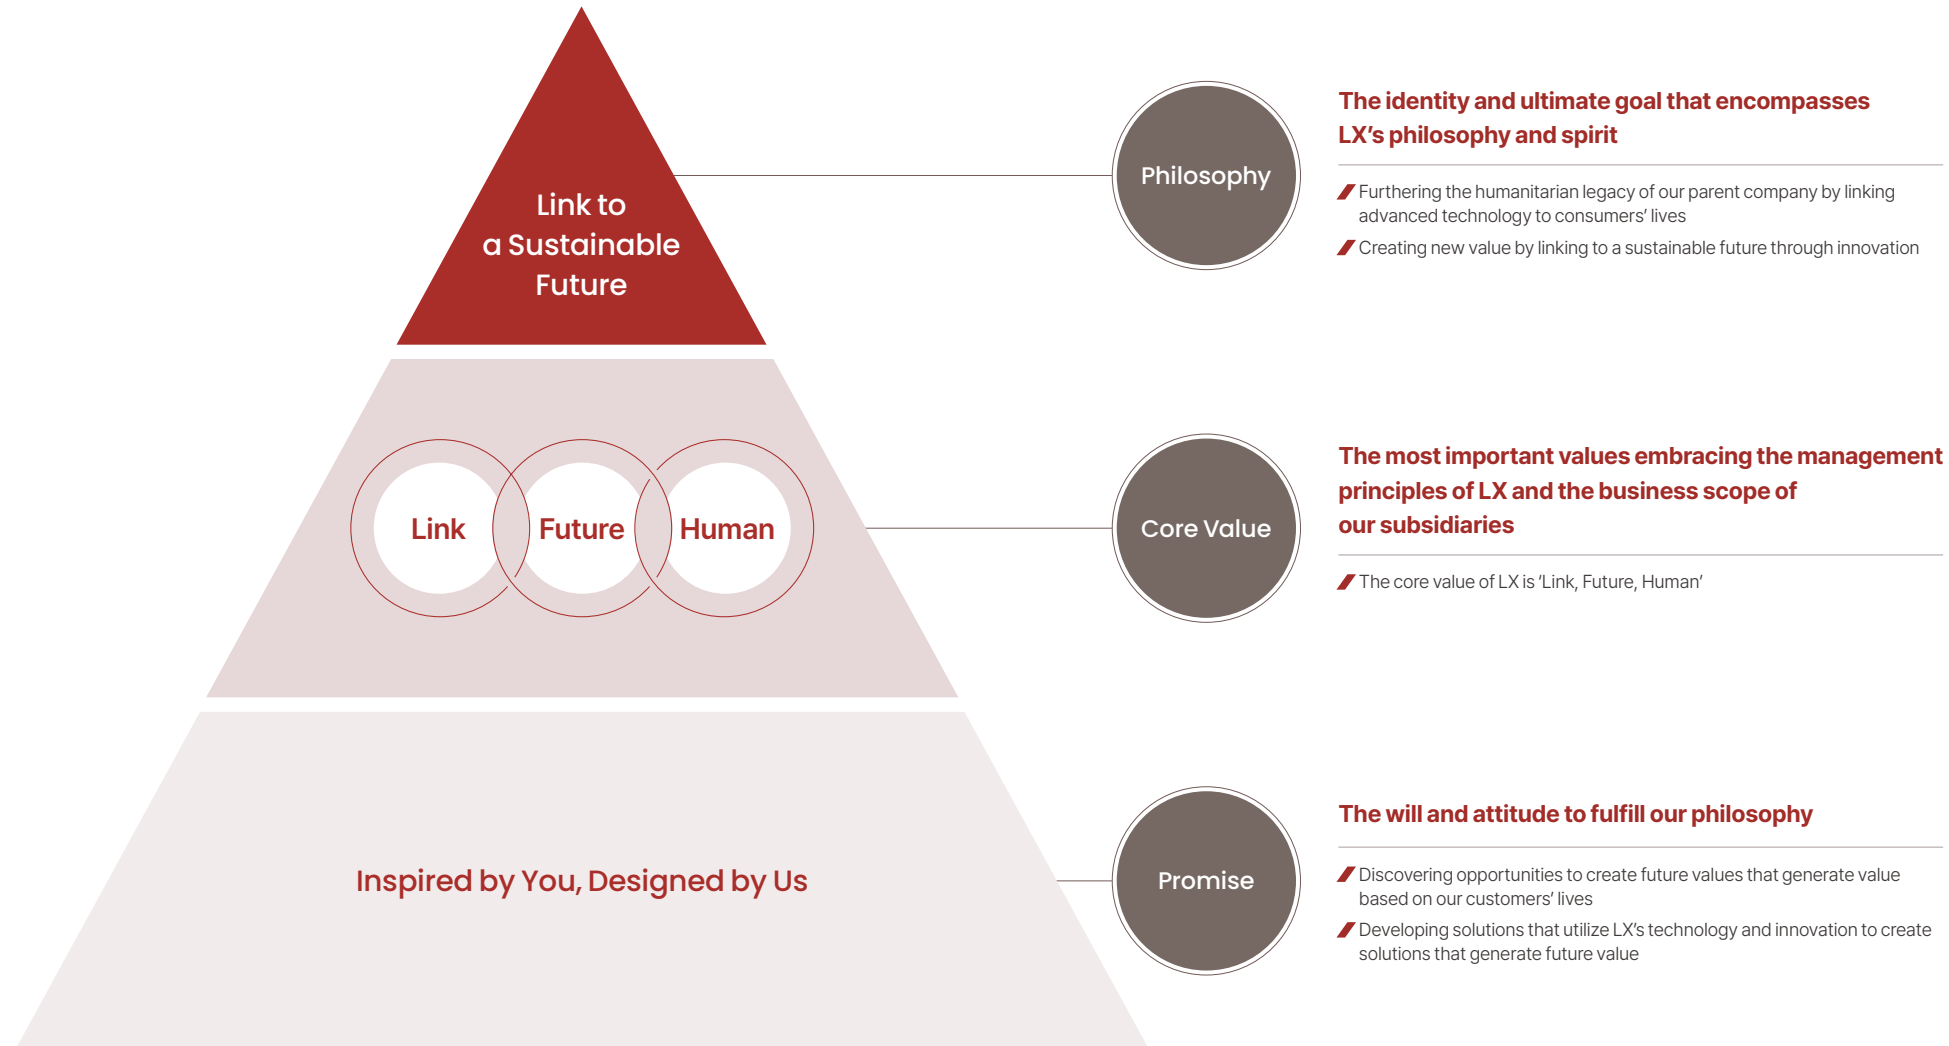 Link to
a Sustainable
Future
Philosophy
The identity and ultimate goal that encompasses
LX’s philosophy and spirit
Furthering the humanitarian legacy of our parent company by linking
advanced technology to consumers’ lives
Creating new value by linking to a sustainable future through innovation
Link Future Human
Core Value
The most important values embracing the management
principles of LX and the business scope of
our subsidiaries
The core value of LX is ‘Link, Future, Human’
Inspired by You, Designed by Us
Promise
The will and attitude to fulfill our philosophy
Discovering opportunities to create future values that generate value
based on our customers’ lives
Developing solutions that utilize LX’s technology and innovation to create
solutions that generate future value